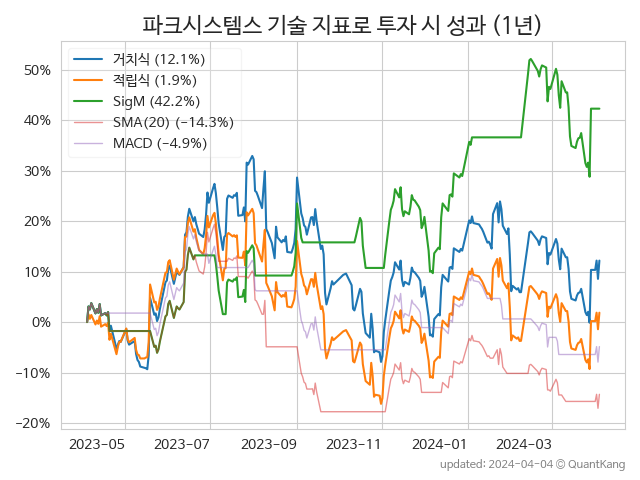 파크시스템스 기술 지표로 투자 시 성과 (1년)
거치식 (12.1%)
적립식 (1.9%)
SigM (42.2%)
SMA(20) (−14.3%)
MACD (−4.9%)
50%
40%
30%
20%
10%
0%
−10%
−20%
2023-05
2023-07
2023-09
2023-11
2024-01
2024-03
updated: 2024-04-04 © QuantKang